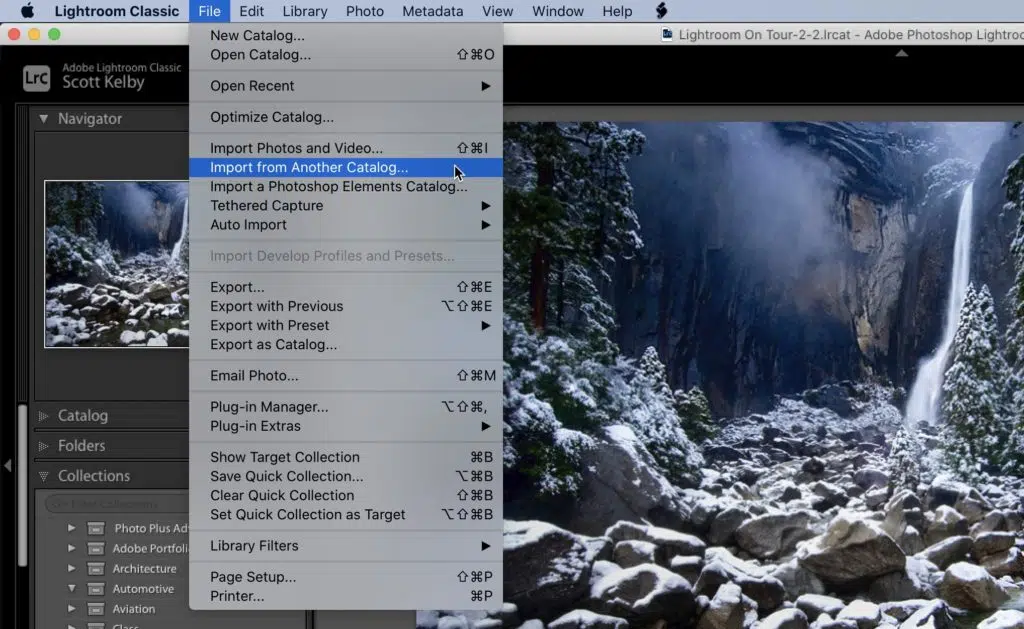 Lightroom Classic File Edit Library Photo Metadata View Window Help
Lightroom On Tour-2-2.lrcat - Adobe Photoshop Lightroo
LrC
Adobe Lightroom Classic
Scott Kelby
Navigator
Catalog
Folders
Collections
Photo Plus Ad
Adobe Portfoli
Architecture
Automotive
Aviation
Class
New Catalog...
Open Catalog... ⇧⌘O
Open Recent ▶
Optimize Catalog...
Import Photos and Video... ⇧⌘I
Import from Another Catalog...
Import a Photoshop Elements Catalog...
Tethered Capture ▶
Auto Import ▶
Import Develop Profiles and Presets...
Export... ⇧⌘E
Export with Previous ⌥⇧⌘E
Export with Preset ▶
Export as Catalog...
Email Photo... ⇧⌘M
Plug-in Manager... ⌥⇧⌘,
Plug-in Extras ▶
Show Target Collection ⌘B
Save Quick Collection... ⌥⌘B
Clear Quick Collection ⇧⌘B
Set Quick Collection as Target ⌥⇧⌘B
Library Filters ▶
Page Setup... ⇧⌘P
Printer... ⌘P